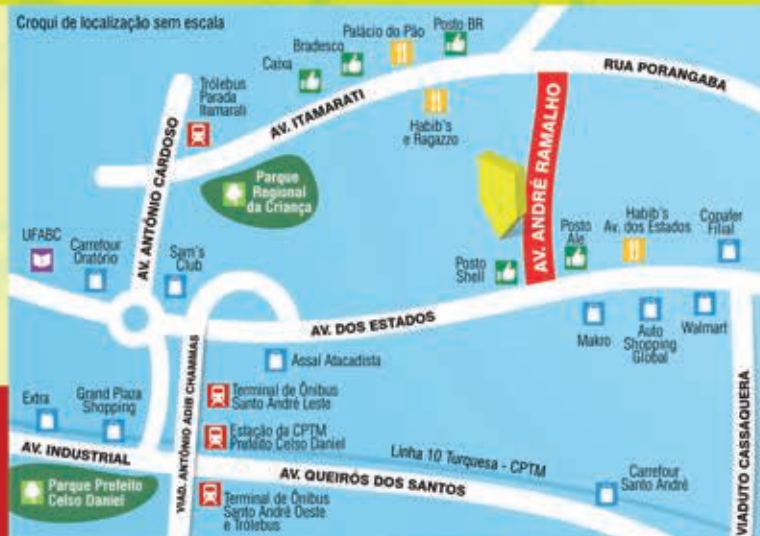 Croqui de localização sem escala
Palácio do Pão
Posto BR
Bradesco
Caixa
Trólebus
Parada
Itamarati
AV. ITAMARATI
RUA PORANGABA
Habib's
e Ragazzo
AV. ANDRÉ RAMALHO
AV. ANTÔNIO CARDOSO
Parque
Regional
da Criança
UFABC
Carrefour
Oratório
Sam's
Club
Posto
Shell
Posto
Ale
Habib's
Av. dos Estados
Copafer
Filial
AV. DOS ESTADOS
Makro
Auto
Shopping
Global
Walmart
Assaí Atacadista
VIAD. ANTÔNIO ADIB CHAMMAS
VIADUTO CASSAQUERA
Extra
Grand Plaza
Shopping
Terminal de Ônibus
Santo André Leste
Estação da CPTM
Prefeito Celso Daniel
Linha 10 Turquesa - CPTM
AV. INDUSTRIAL
AV. QUEIRÓS DOS SANTOS
Carrefour
Santo André
Parque Prefeito
Celso Daniel
Terminal de Ônibus
Santo André Oeste
e Trólebus